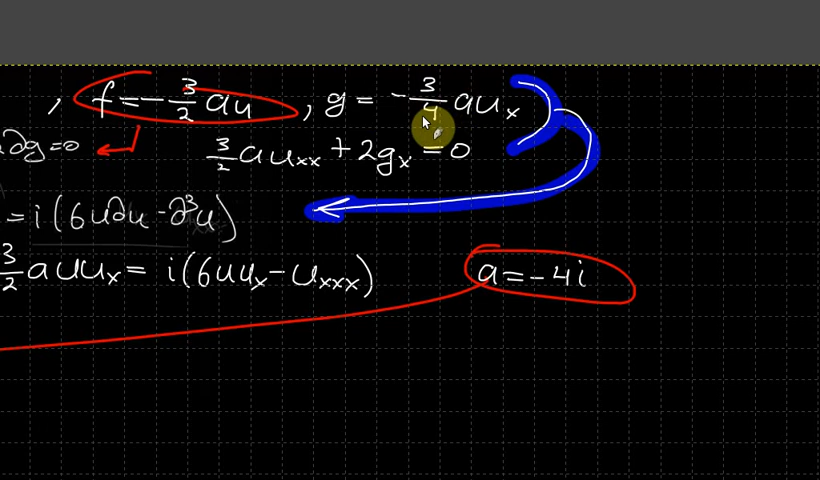 , f = -3/2 au , g = -3/4 au_x
∂g = 0 3/2 au_xx + 2g_x = 0
= i(6u∂u - ∂³u)
3/2 auu_x = i(6uu_x - u_xxx) a = -4i